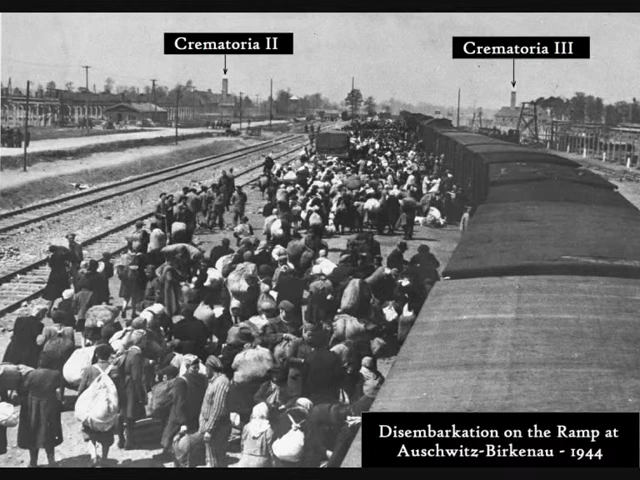 Crematoria II
Crematoria III
Disembarkation on the Ramp at
Auschwitz-Birkenau - 1944